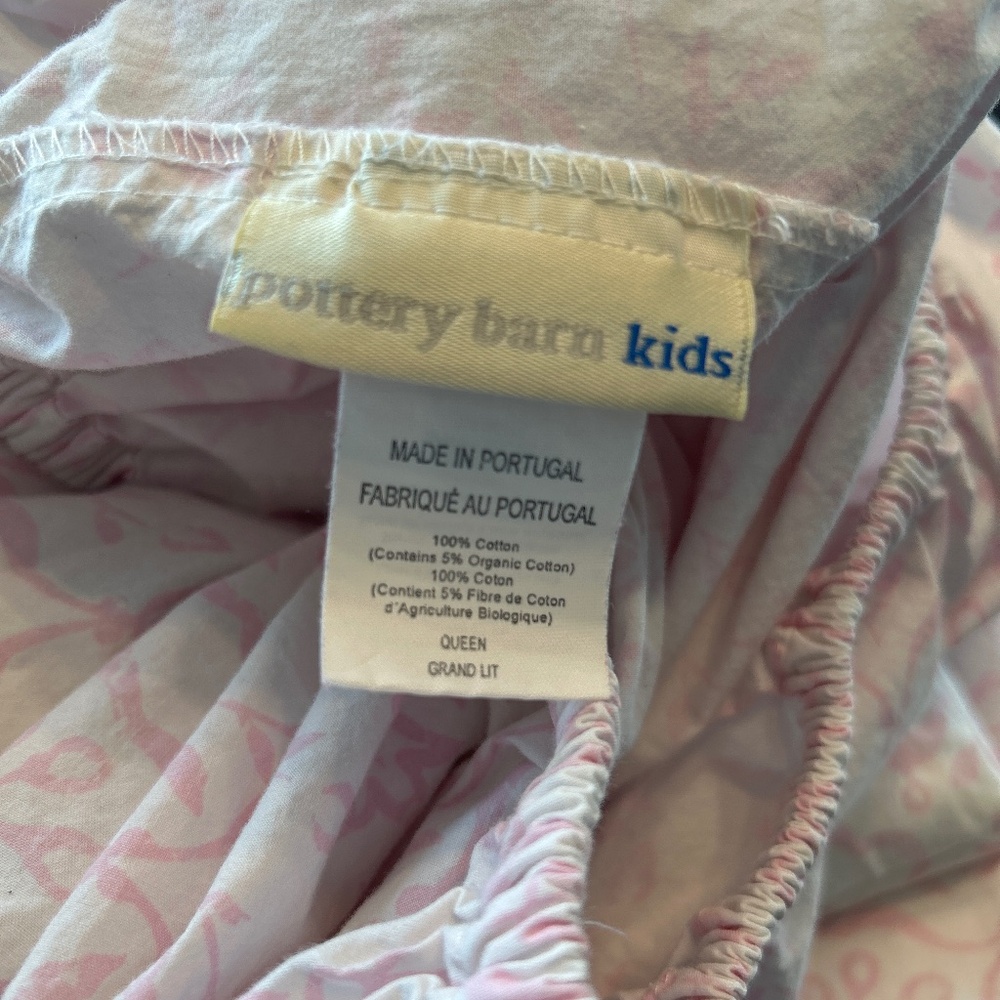 pottery barn kids
MADE IN PORTUGAL
FABRIQUÉ AU PORTUGAL
100% Cotton
(Contains 5% Organic Cotton)
100% Coton
(Contient 5% Fibre de Coton
d'Agriculture Biologique)
QUEEN
GRAND LIT